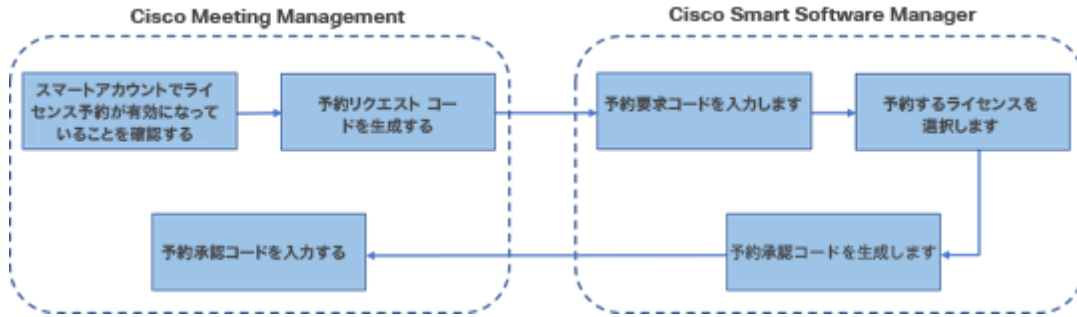 Cisco Meeting Management
Cisco Smart Software Manager
スマートアカウントでライ
センス予約が有効になって
いることを確認する
予約リクエスト コー
ドを生成する
予約要求コードを入力します
予約するライセンスを
選択します
予約承認コードを入力する
予約承認コードを生成します